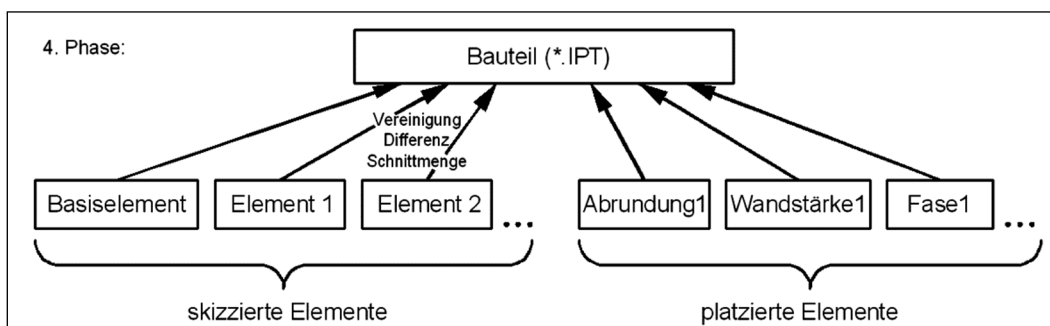 4. Phase:
Bauteil (*.IPT)
Vereinigung
Differenz
Schnittmenge
Basiselement
Element 1
Element 2
...
Abrundung1
Wandstärke1
Fase1
...
skizzierte Elemente
platzierte Elemente